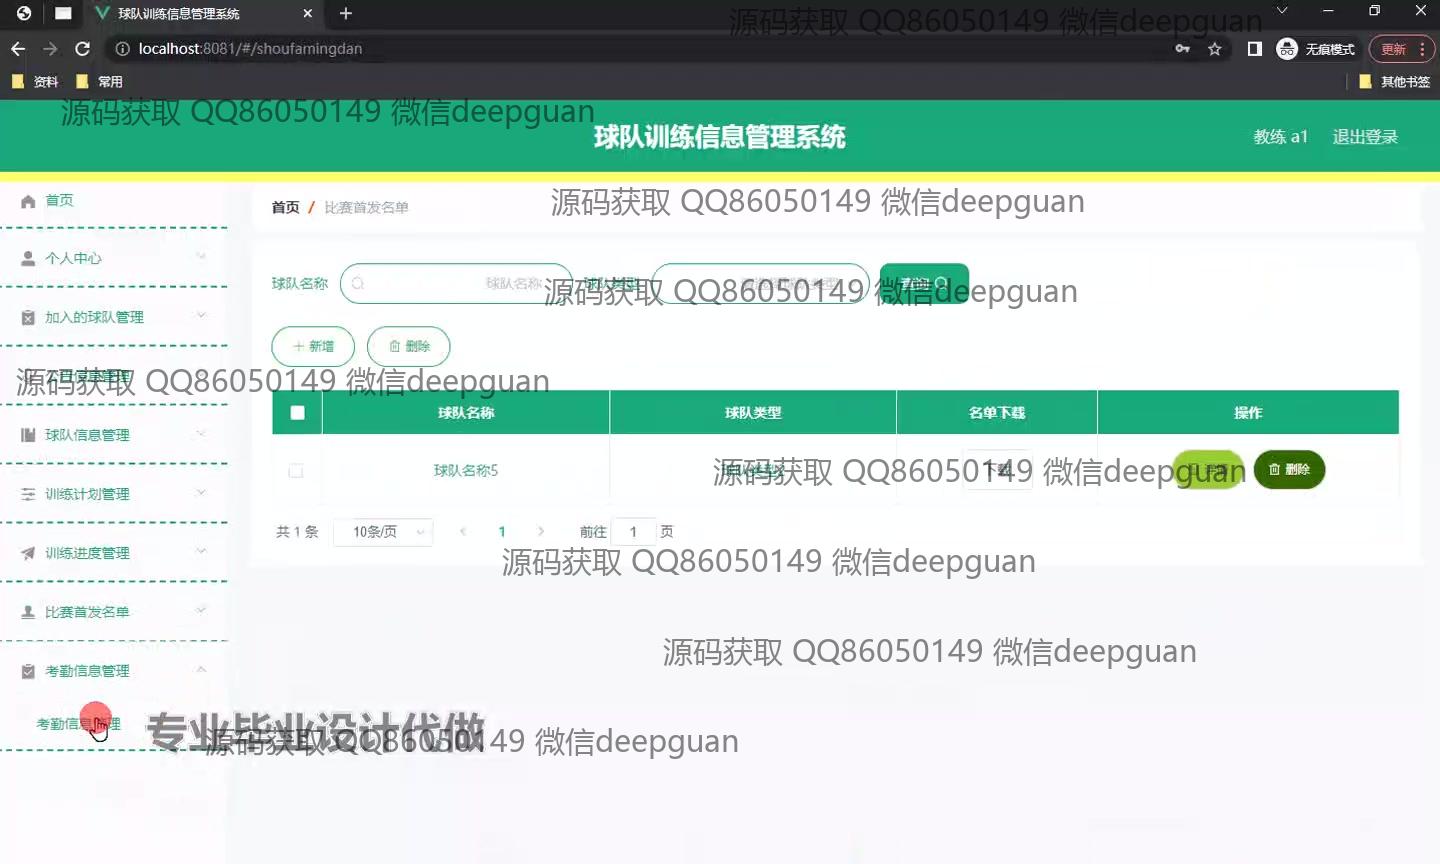 球队训练信息管理系统
源码获取 QQ86050149 微信deepguan
localhost:8081/#/shoufamingdan
无痕模式
更新
资料
常用
其他书签
源码获取 QQ86050149 微信deepguan
球队训练信息管理系统
教练 a1
退出登录
首页
首页 / 比赛首发名单
源码获取 QQ86050149 微信deepguan
个人中心
球队名称
球队名称
球队类型
源码获取 QQ86050149 微信deepguan
加入的球队管理
新增
删除
源码获取 QQ86050149 微信deepguan
球队名称
球队类型
名单下载
操作
球队信息管理
球队名称5
下载
删除
源码获取 QQ86050149 微信deepguan
训练计划管理
共 1 条
10条/页
1
前往
1
页
训练进度管理
源码获取 QQ86050149 微信deepguan
比赛首发名单
源码获取 QQ86050149 微信deepguan
考勤信息管理
考勤信息管理
专业毕业设计代做
源码获取 QQ86050149 微信deepguan